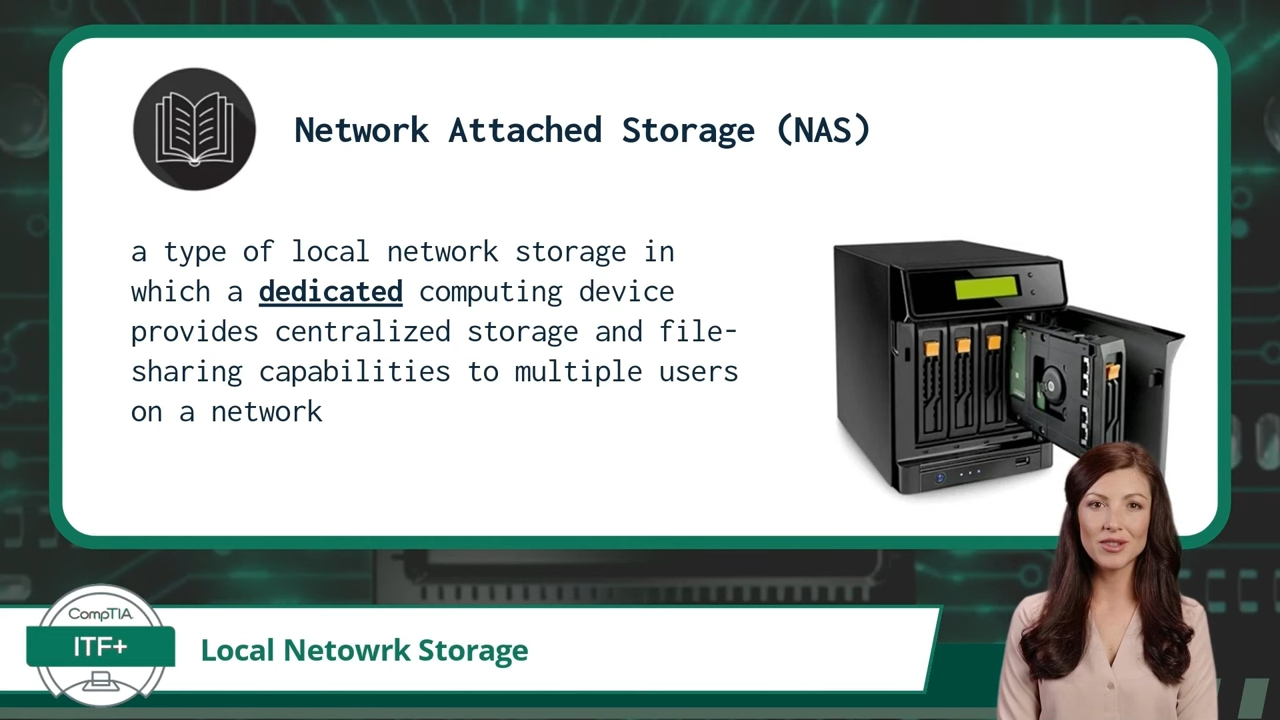 Network Attached Storage (NAS)
a type of local network storage in
which a dedicated computing device
provides centralized storage and file-
sharing capabilities to multiple users
on a network
CompTIA.
ITF+
Local Netowrk Storage